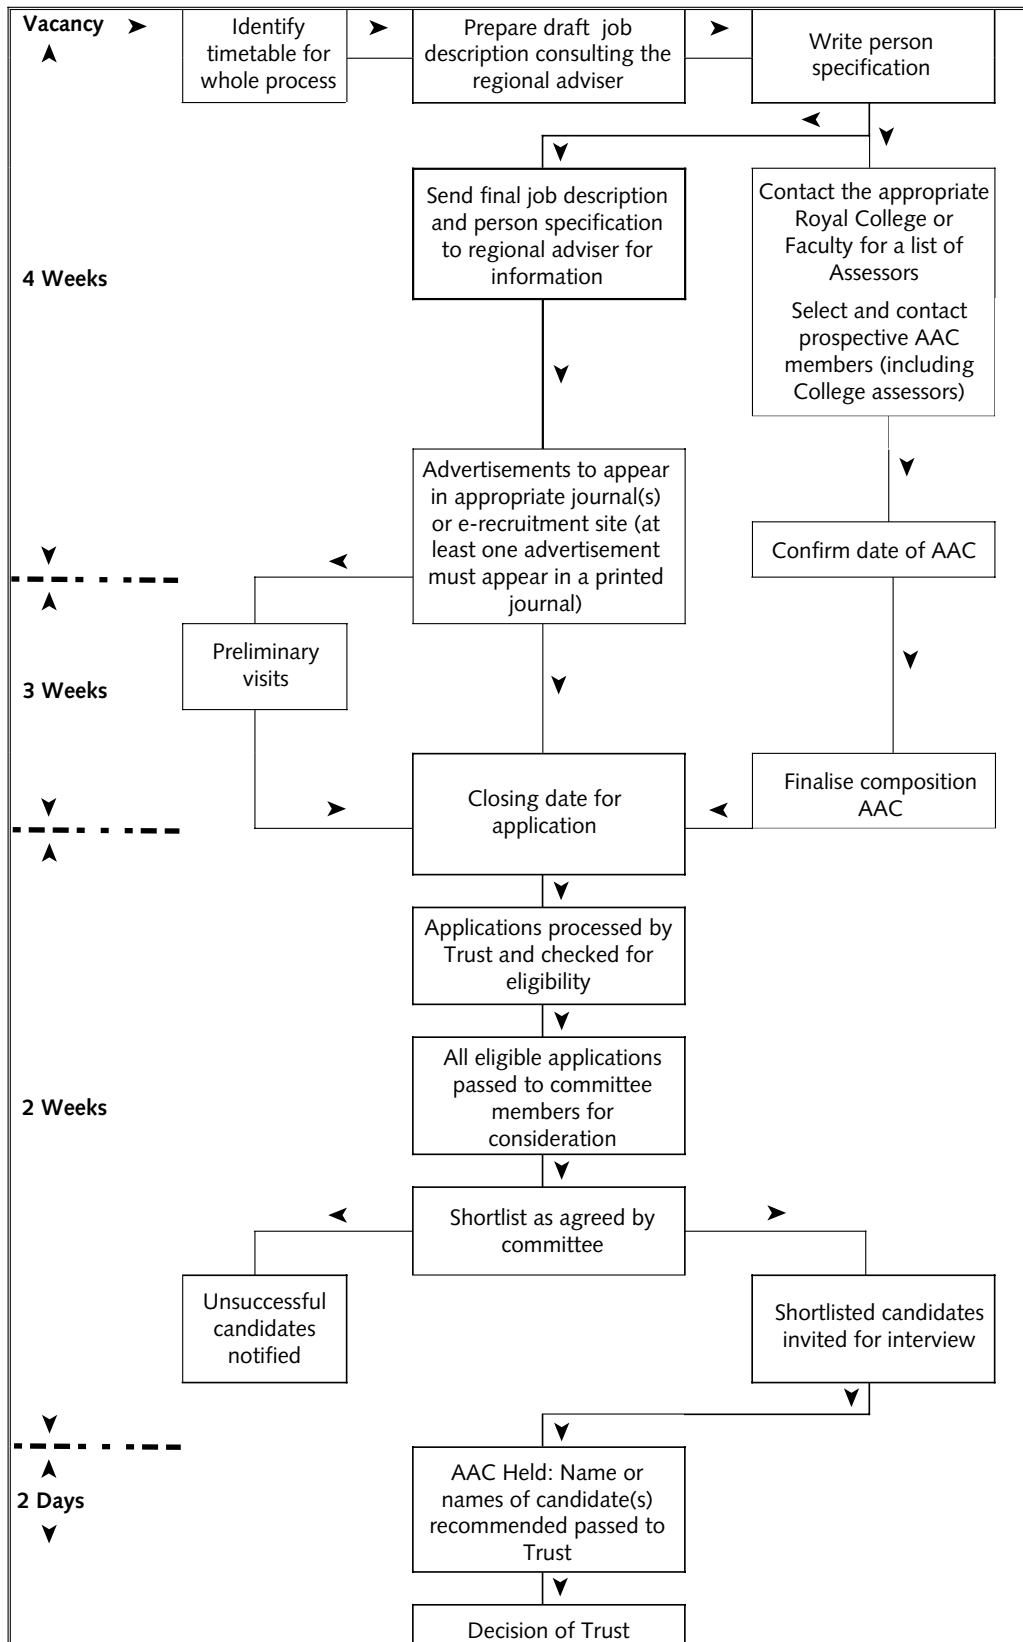 Vacancy
Identify
timetable for
whole process
Prepare draft job
description consulting the
regional adviser
Write person
specification
4 Weeks
Send final job description
and person specification
to regional adviser for
information
Contact the appropriate
Royal College or
Faculty for a list of
Assessors
Select and contact
prospective AAC
members (including
College assessors)
Advertisements to appear
in appropriate journal(s)
or e-recruitment site (at
least one advertisement
must appear in a printed
journal)
Confirm date of AAC
3 Weeks
Preliminary
visits
Closing date for
application
Finalise composition
AAC
2 Weeks
Applications processed by
Trust and checked for
eligibility
All eligible applications
passed to committee
members for
consideration
Shortlist as agreed by
committee
Unsuccessful
candidates
notified
Shortlisted candidates
invited for interview
2 Days
AAC Held: Name or
names of candidate(s)
recommended passed to
Trust
Decision of Trust